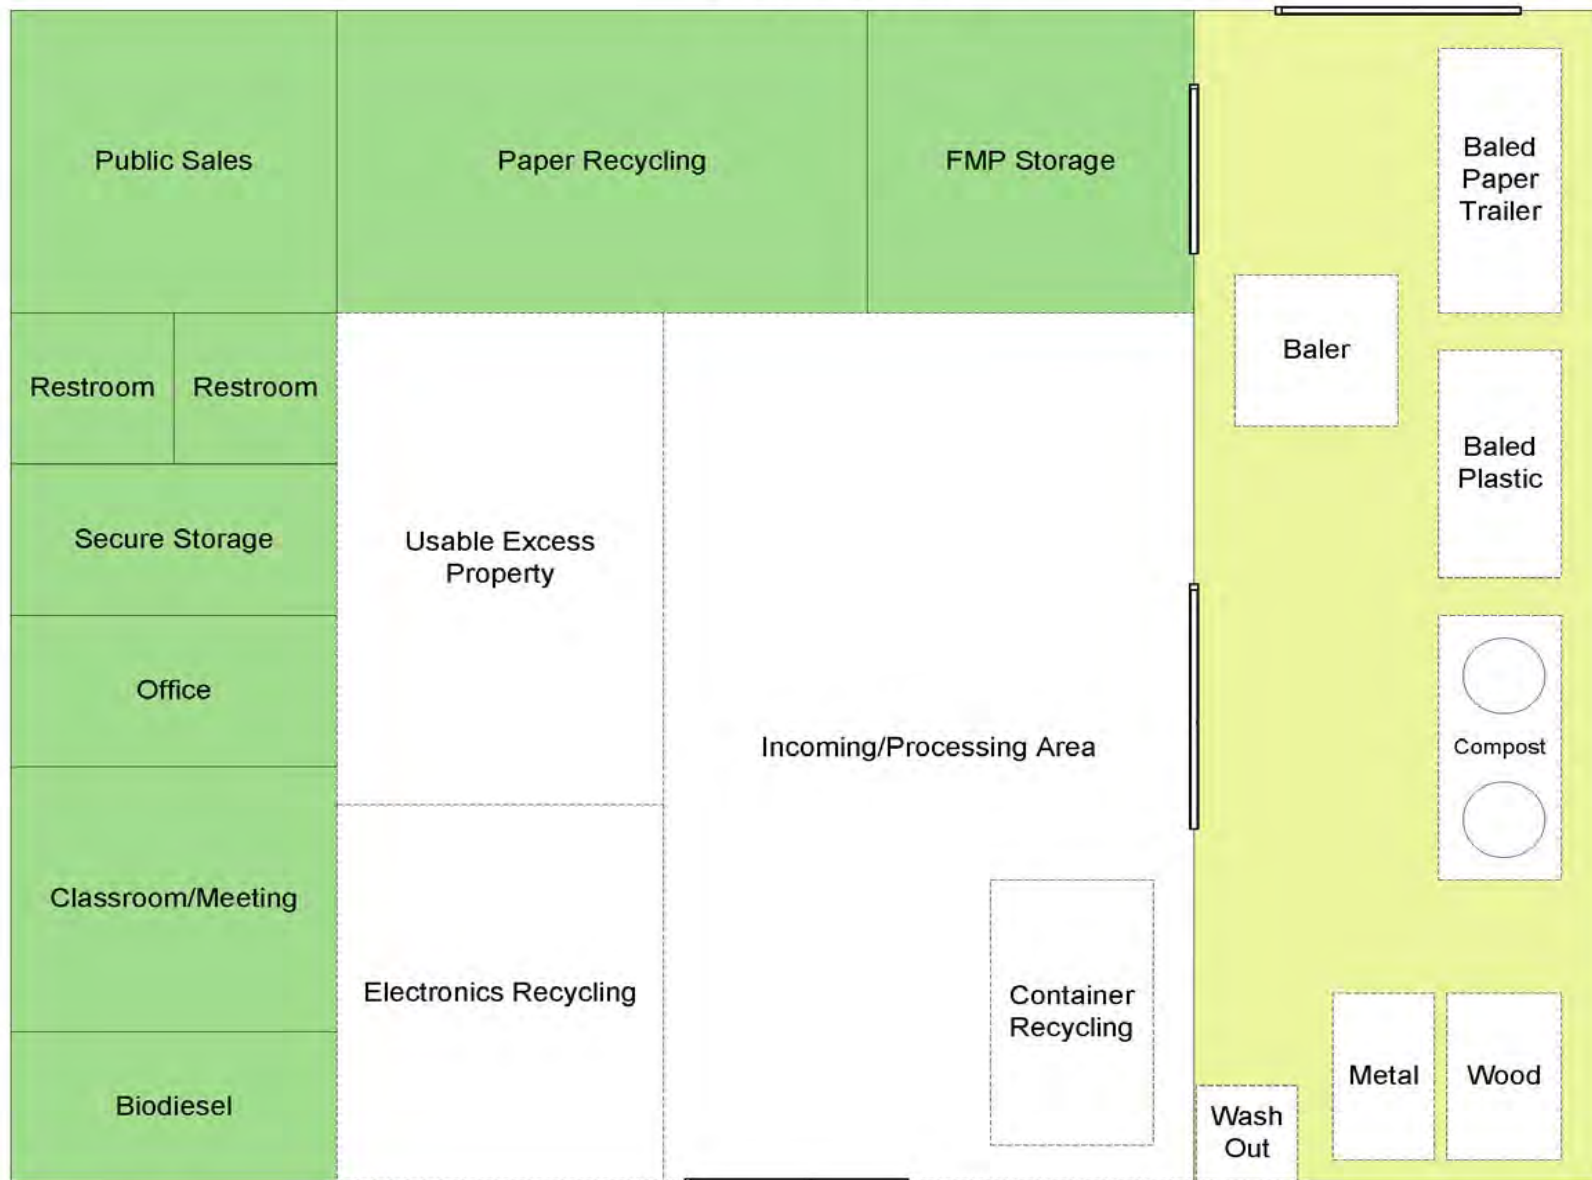 Public Sales
Paper Recycling
FMP Storage
Baled
Paper
Trailer
Baler
Restroom
Restroom
Baled
Plastic
Secure Storage
Usable Excess
Property
Office
Incoming/Processing Area
Compost
Classroom/Meeting
Electronics Recycling
Container
Recycling
Metal
Wood
Biodiesel
Wash
Out